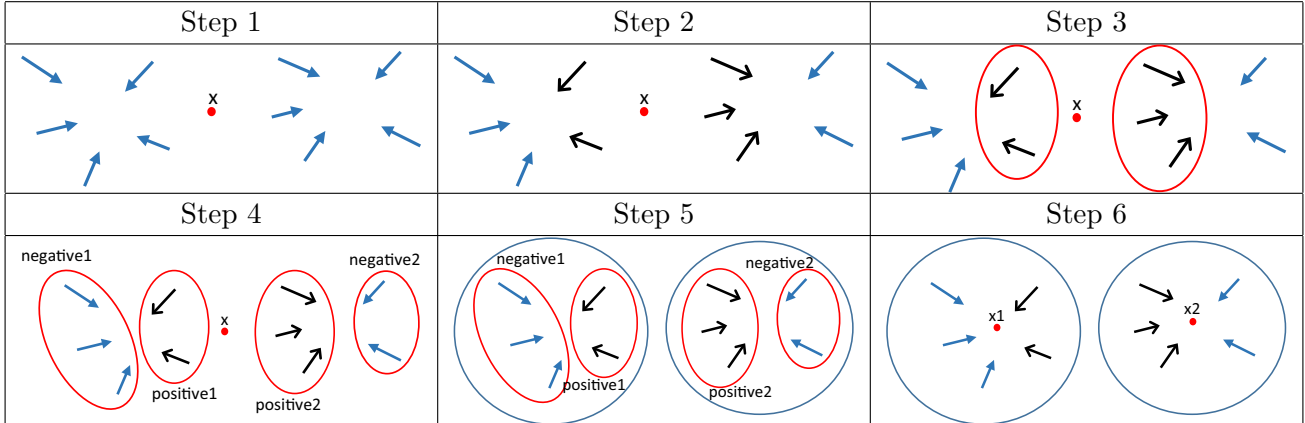 Step 1
Step 2
Step 3
x
x
x
Step 4
Step 5
Step 6
negative1
negative2
x
positive1
positive2
negative1
negative2
positive1
positive2
x1
x2